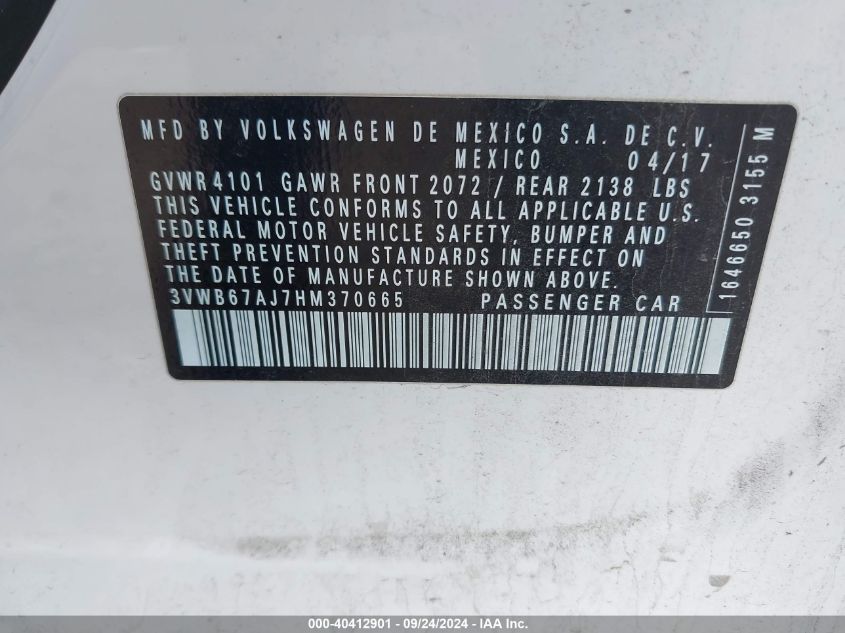 MFD BY VOLKSWAGEN DE MEXICO S.A. DE C.V.
MEXICO 04/17
GVWR4101 GAWR FRONT 2072 / REAR 2138 LBS
THIS VEHICLE CONFORMS TO ALL APPLICABLE U.S.
FEDERAL MOTOR VEHICLE SAFETY, BUMPER AND
THEFT PREVENTION STANDARDS IN EFFECT ON
THE DATE OF MANUFACTURE SHOWN ABOVE.
3VWB67AJ7HM370665 PASSENGER CAR
1646650 3155 M
000-40412901 - 09/24/2024 - IAA Inc.